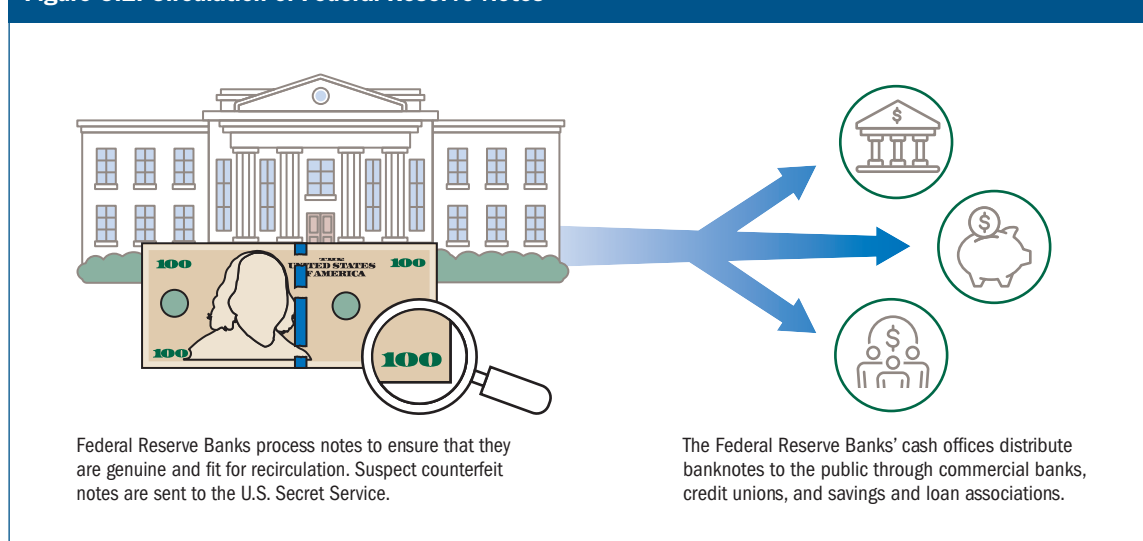 100
THE
UNITED STATES
OF AMERICA
100
100
100
$
$
$
Federal Reserve Banks process notes to ensure that they
are genuine and fit for recirculation. Suspect counterfeit
notes are sent to the U.S. Secret Service.
The Federal Reserve Banks’ cash offices distribute
banknotes to the public through commercial banks,
credit unions, and savings and loan associations.